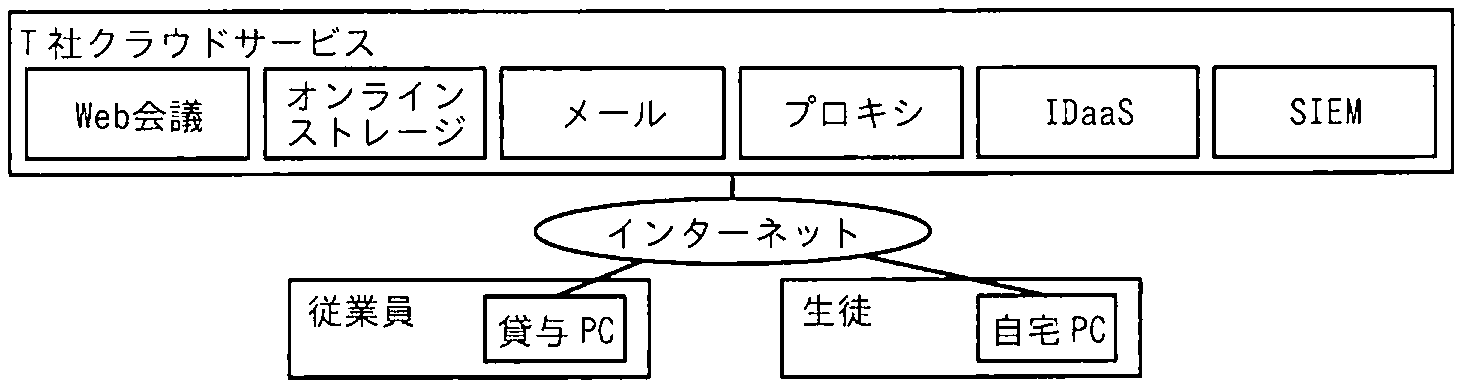 T社クラウドサービス
Web会議
オンライン
ストレージ
メール
プロキシ
IDaaS
SIEM
インターネット
従業員
貸与PC
生徒
自宅PC